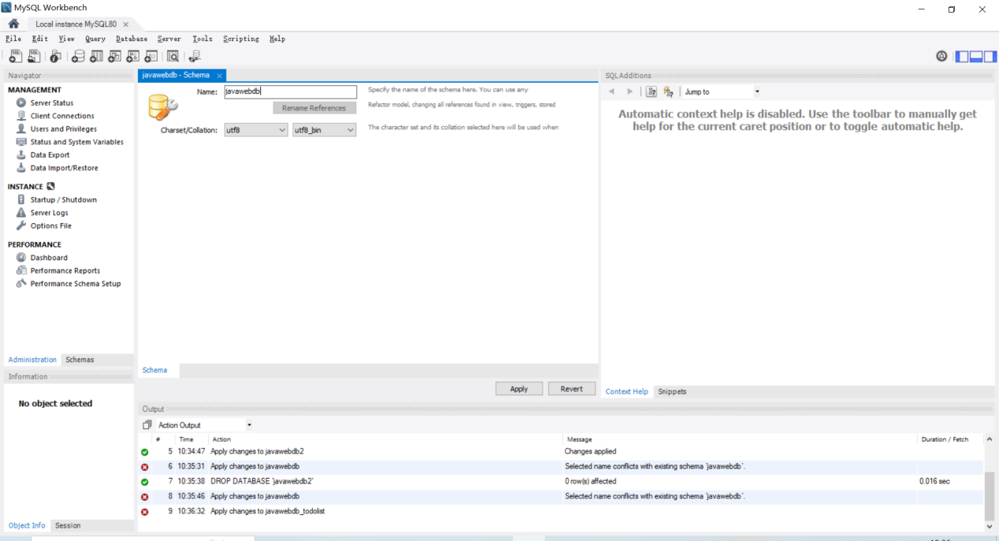 MySQL Workbench
Local instance MySQL80
File Edit View Query Database Server Tools Scripting Help
Navigator
MANAGEMENT
Server Status
Client Connections
Users and Privileges
Status and System Variables
Data Export
Data Import/Restore
INSTANCE
Startup / Shutdown
Server Logs
Options File
PERFORMANCE
Dashboard
Performance Reports
Performance Schema Setup
Administration Schemas
Information
No object selected
Object Info Session
javawebdb - Schema
Name: javawebdb
Specify the name of the schema here. You can use any
Rename References
Refactor model, changing all references found in view, triggers, stored
Charset/Collation: utf8 utf8_bin
The character set and its collation selected here will be used when
Schema
Apply Revert
SQLAdditions
Jump to
Automatic context help is disabled. Use the toolbar to manually get
help for the current caret position or to toggle automatic help.
Context Help Snippets
Output
Action Output
# Time Action Message Duration / Fetch
5 10:34:47 Apply changes to javawebdb2 Changes applied
6 10:35:31 Apply changes to javawebdb Selected name conflicts with existing schema `javawebdb`.
7 10:35:38 DROP DATABASE `javawebdb2` 0 row(s) affected 0.016 sec
8 10:35:46 Apply changes to javawebdb Selected name conflicts with existing schema `javawebdb`.
9 10:36:32 Apply changes to javawebdb_todolist